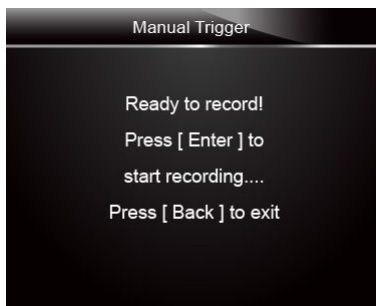 Manual Trigger
Ready to record!
Press [ Enter ] to
start recording....
Press [ Back ] to exit